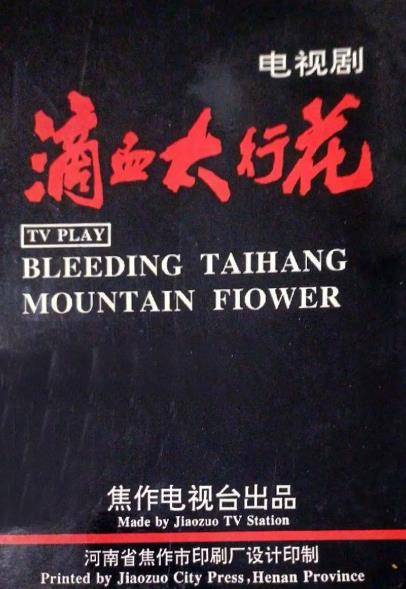 电视剧
滴血太行花
TV PLAY
BLEEDING TAIHANG
MOUNTAIN FIOWER
焦作电视台出品
Made by Jiaozuo TV Station
河南省焦作市印刷厂设计印制
Printed by Jiaozuo City Press,Henan Province